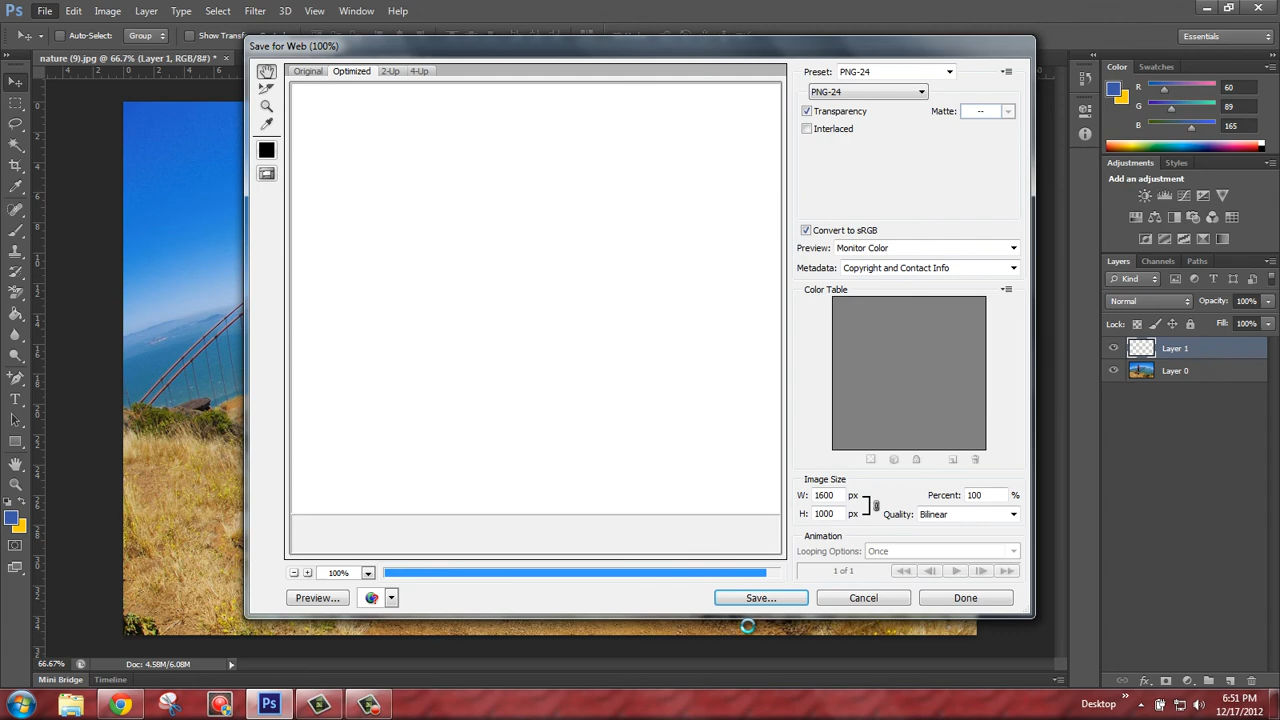 Ps File Edit Image Layer Type Select Filter 3D View Window Help
Auto-Select: Group Show Transf
Essentials
nature (9).jpg @ 66.7% (Layer 1, RGB/8#) *
Save for Web (100%)
Original Optimized 2-Up 4-Up
Preset: PNG-24
PNG-24
Transparency Matte: --
Interlaced
Convert to sRGB
Preview: Monitor Color
Metadata: Copyright and Contact Info
Color Table
Image Size
W: 1600 px Percent: 100 %
H: 1000 px Quality: Bilinear
Animation
Looping Options: Once
1 of 1
100%
Preview... Save... Cancel Done
Color Swatches
R 60
G 89
B 165
Adjustments Styles
Add an adjustment
Layers Channels Paths
Kind
Normal Opacity: 100%
Lock: Fill: 100%
Layer 1
Layer 0
66.67% Doc: 4.58M/6.08M
Mini Bridge Timeline
Ps
Desktop
6:51 PM
12/17/2012